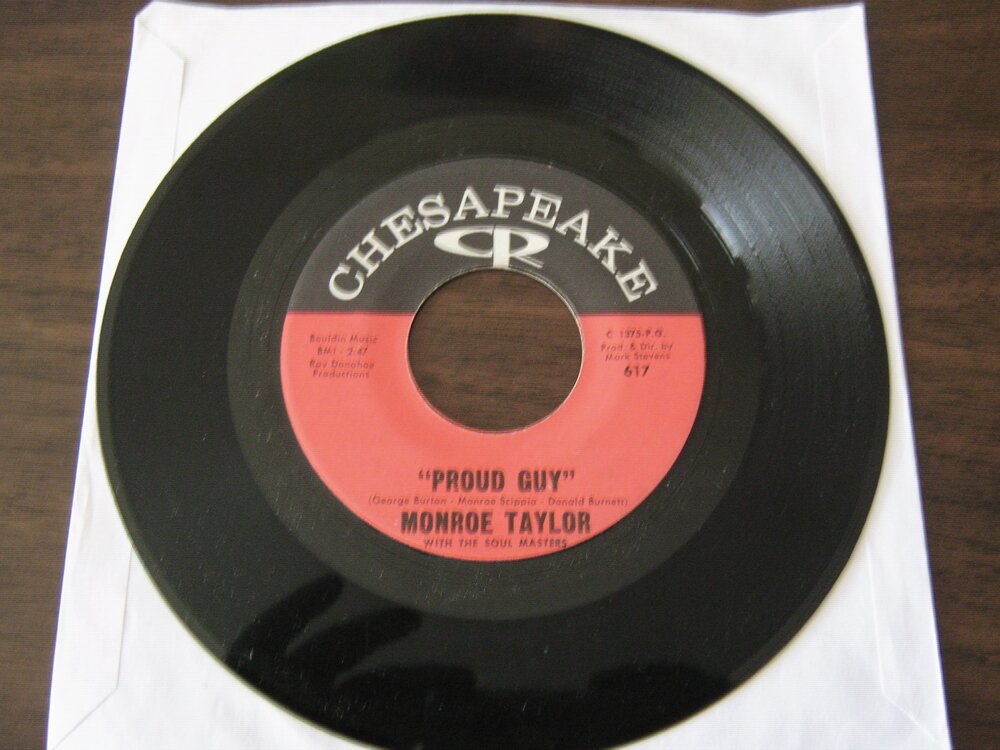 CHESAPEAKE
CR
Bouldin Music
BMI - 2:47
Ray Donahoe
Productions
C 1375-P.G.
Prod. & Dir. by
Mark Stevens
617
"PROUD GUY"
(George Burton - Monroe Scippio - Donald Burnett)
MONROE TAYLOR
WITH THE SOUL MASTERS